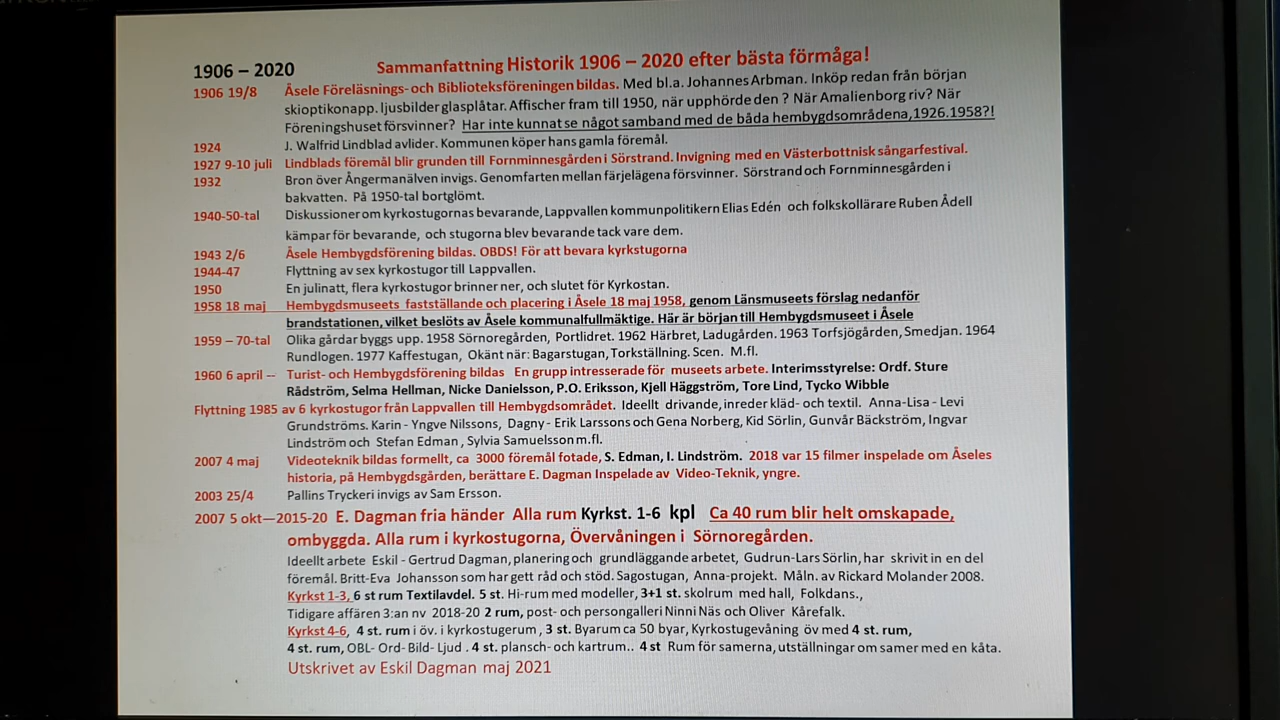 1906 – 2020 Sammanfattning Historik 1906 – 2020 efter bästa förmåga!
1906 19/8 Åsele Föreläsnings- och Biblioteksföreningen bildas. Med bl.a. Johannes Arbman. Inköp redan från början
skioptikonapp. ljusbilder glasplåtar. Affischer fram till 1950, när upphörde den ? När Amalienborg riv? När
Föreningshuset försvinner? Har inte kunnat se något samband med de båda hembygdsområdena,1926.1958?!
1924 J. Walfrid Lindblad avlider. Kommunen köper hans gamla föremål.
1927 9-10 juli Lindblads föremål blir grunden till Fornminnesgården i Sörstrand. Invigning med en Västerbottnisk sångarfestival.
1932 Bron över Ångermanälven invigs. Genomfarten mellan färjelägena försvinner. Sörstrand och Fornminnesgården i
bakvatten. På 1950-tal bortglömt.
1940-50-tal Diskussioner om kyrkostugornas bevarande, Lappvallen kommunpolitikern Elias Edén och folkskollärare Ruben Ådell
kämpar för bevarande, och stugorna blev bevarande tack vare dem.
1943 2/6 Åsele Hembygdsförening bildas. OBDS! För att bevara kyrkstugorna
1944-47 Flyttning av sex kyrkostugor till Lappvallen.
1950 En julinatt, flera kyrkostugor brinner ner, och slutet för Kyrkostan.
1958 18 maj Hembygdsmuseets fastställande och placering i Åsele 18 maj 1958, genom Länsmuseets förslag nedanför
brandstationen, vilket beslöts av Åsele kommunalfullmäktige. Här är början till Hembygdsmuseet i Åsele
1959 – 70-tal Olika gårdar byggs upp. 1958 Sörnoregården, Portlidret. 1962 Härbret, Ladugården. 1963 Torfsjögården, Smedjan. 1964
Rundlogen. 1977 Kaffestugan, Okänt när: Bagarstugan, Torkställning. Scen. M.fl.
1960 6 april -- Turist- och Hembygdsförening bildas En grupp intresserade för museets arbete. Interimsstyrelse: Ordf. Sture
Rådström, Selma Hellman, Nicke Danielsson, P.O. Eriksson, Kjell Häggström, Tore Lind, Tycko Wibble
Flyttning 1985 av 6 kyrkostugor från Lappvallen till Hembygdsområdet. Ideellt drivande, inreder kläd- och textil. Anna-Lisa - Levi
Grundströms. Karin - Yngve Nilssons, Dagny - Erik Larssons och Gena Norberg, Kid Sörlin, Gunvår Bäckström, Ingvar
Lindström och Stefan Edman , Sylvia Samuelsson m.fl.
2007 4 maj Videoteknik bildas formellt, ca 3000 föremål fotade, S. Edman, I. Lindström. 2018 var 15 filmer inspelade om Åseles
historia, på Hembygdsgården, berättare E. Dagman Inspelade av Video-Teknik, yngre.
2003 25/4 Pallins Tryckeri invigs av Sam Ersson.
2007 5 okt—2015-20 E. Dagman fria händer Alla rum Kyrkst. 1-6 kpl Ca 40 rum blir helt omskapade,
ombyggda. Alla rum i kyrkostugorna, Övervåningen i Sörnoregården.
Ideellt arbete Eskil - Gertrud Dagman, planering och grundläggande arbetet, Gudrun-Lars Sörlin, har skrivit in en del
föremål. Britt-Eva Johansson som har gett råd och stöd. Sagostugan, Anna-projekt. Måln. av Rickard Molander 2008.
Kyrkst 1-3, 6 st rum Textilavdel. 5 st. Hi-rum med modeller, 3+1 st. skolrum med hall, Folkdans.,
Tidigare affären 3:an nv 2018-20 2 rum, post- och persongalleri Ninni Näs och Oliver Kårefalk.
Kyrkst 4-6, 4 st. rum i öv. i kyrkostugerum , 3 st. Byarum ca 50 byar, Kyrkostugevåning öv med 4 st. rum,
4 st. rum, OBL- Ord- Bild- Ljud . 4 st. plansch- och kartrum.. 4 st Rum för samerna, utställningar om samer med en kåta.
Utskrivet av Eskil Dagman maj 2021